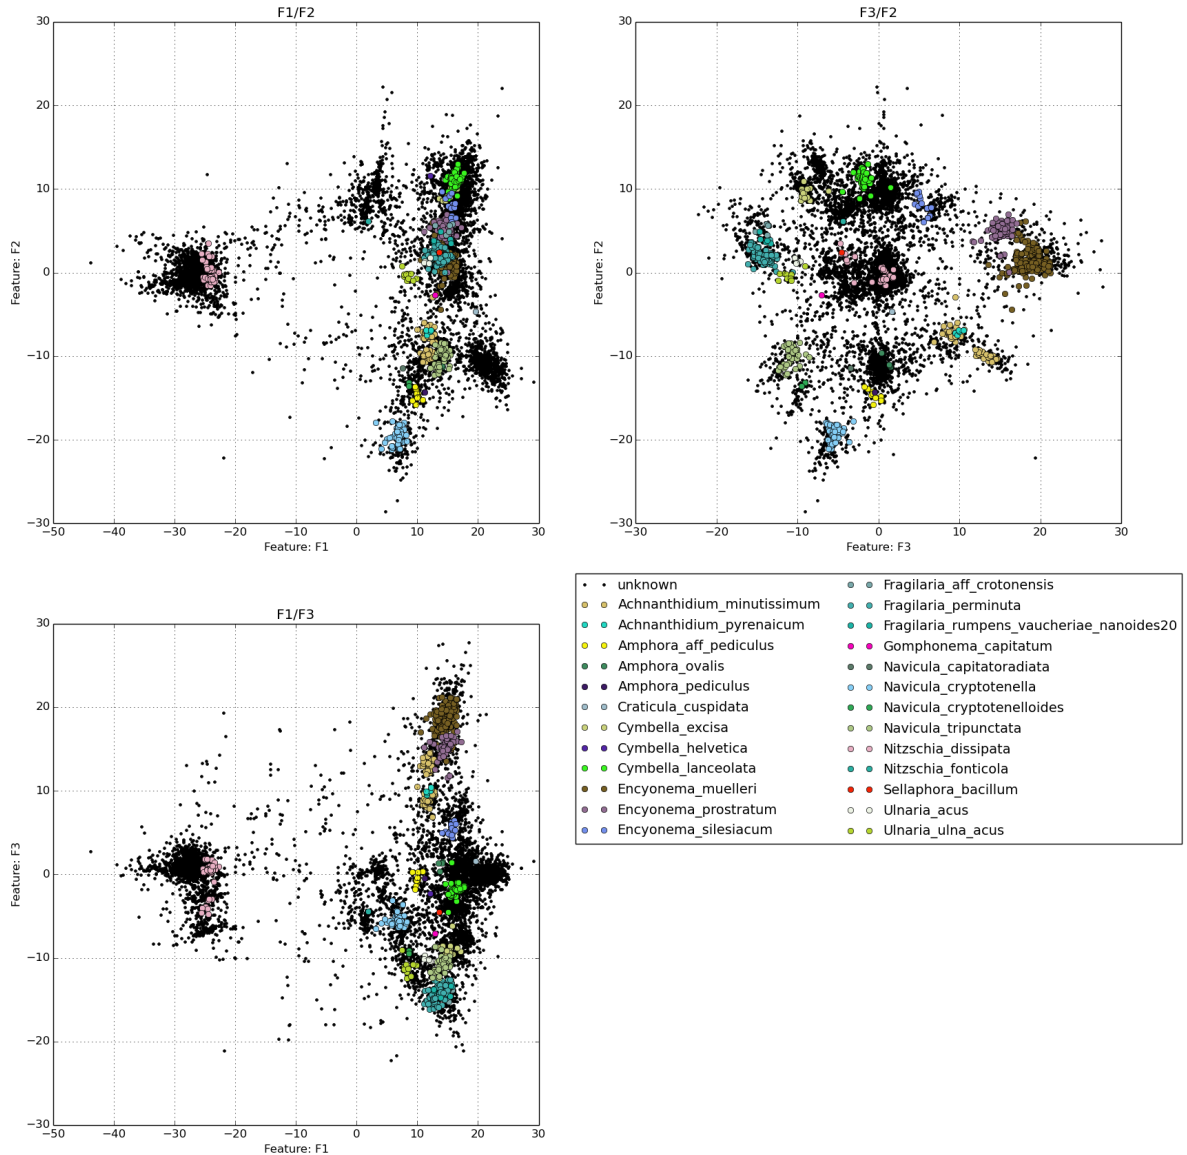 F1/F2
30
20
10
0
−10
−20
−30
−50 −40 −30 −20 −10 0 10 20 30
Feature: F2
Feature: F1
F3/F2
30
20
10
0
−10
−20
−30
−30 −20 −10 0 10 20 30
Feature: F2
Feature: F3
F1/F3
30
20
10
0
−10
−20
−30
−50 −40 −30 −20 −10 0 10 20 30
Feature: F3
Feature: F1
unknown
Achnanthidium_minutissimum
Achnanthidium_pyrenaicum
Amphora_aff_pediculus
Amphora_ovalis
Amphora_pediculus
Craticula_cuspidata
Cymbella_excisa
Cymbella_helvetica
Cymbella_lanceolata
Encyonema_muelleri
Encyonema_prostratum
Encyonema_silesiacum
Fragilaria_aff_crotonensis
Fragilaria_perminuta
Fragilaria_rumpens_vaucheriae_nanoides20
Gomphonema_capitatum
Navicula_capitatoradiata
Navicula_cryptotenella
Navicula_cryptotenelloides
Navicula_tripunctata
Nitzschia_dissipata
Nitzschia_fonticola
Sellaphora_bacillum
Ulnaria_acus
Ulnaria_ulna_acus